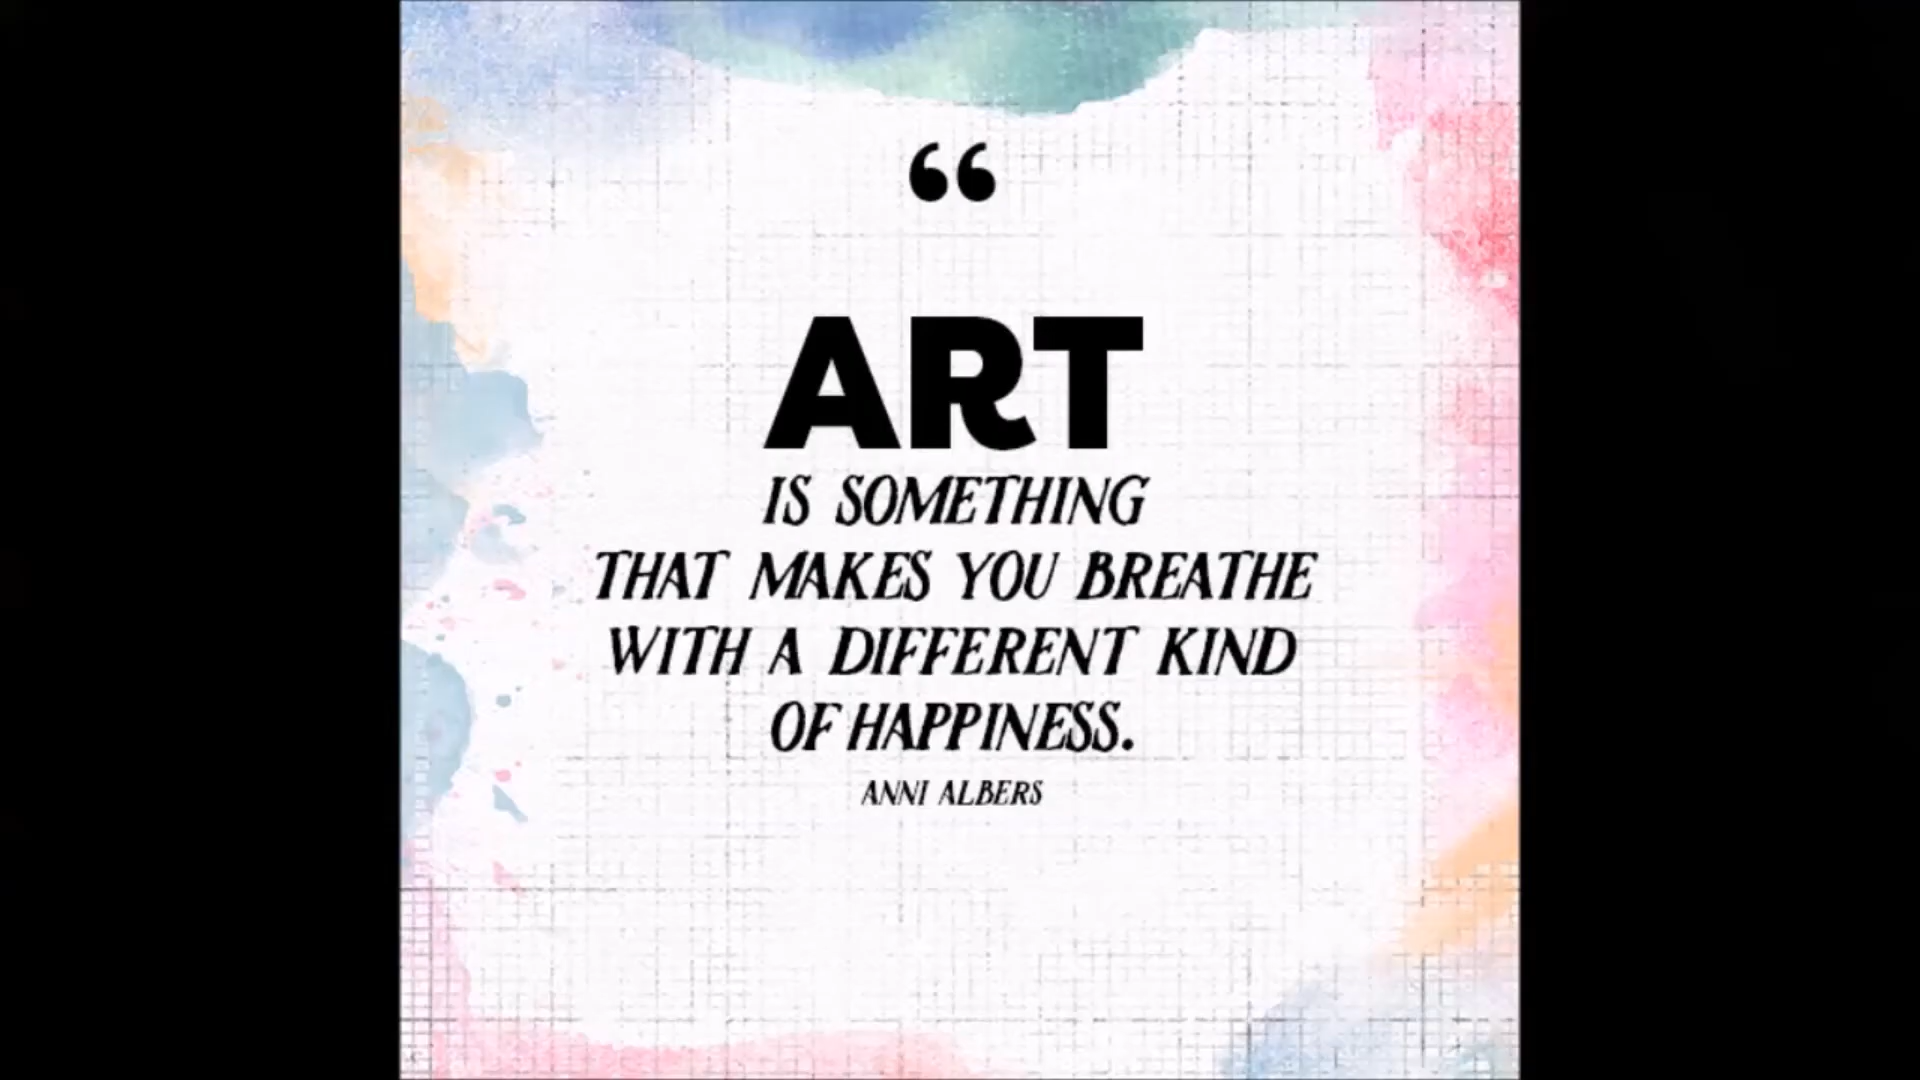 “
ART
IS SOMETHING
THAT MAKES YOU BREATHE
WITH A DIFFERENT KIND
OF HAPPINESS.
ANNI ALBERS